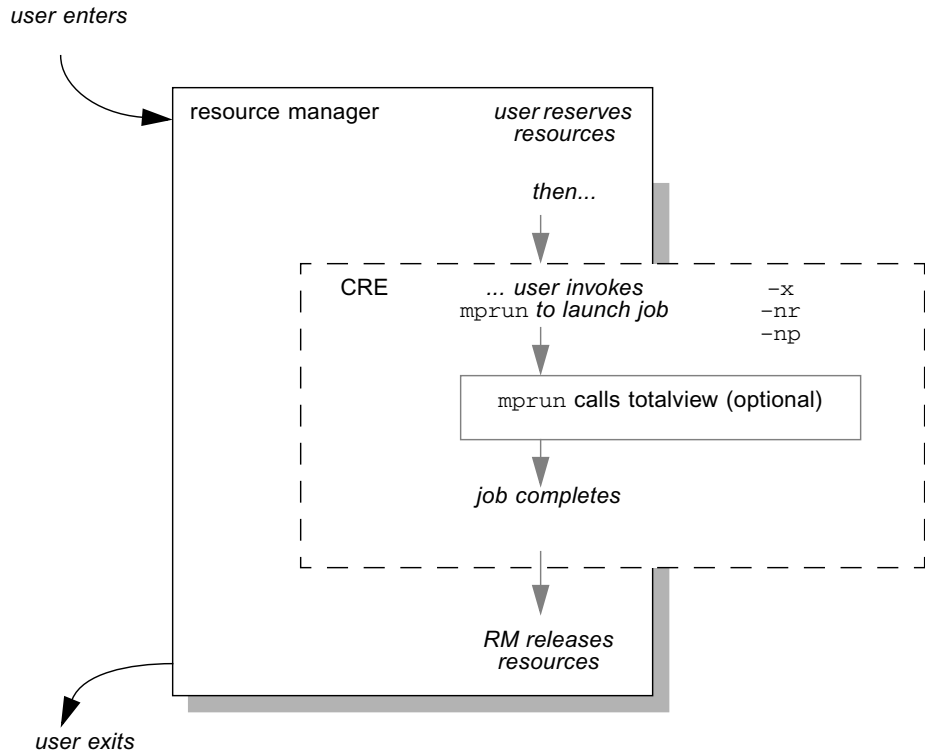 user enters
resource manager
user reserves
resources
then...
CRE
... user invokes
mprun to launch job
–x
–nr
–np
mprun calls totalview (optional)
job completes
RM releases
resources
user exits